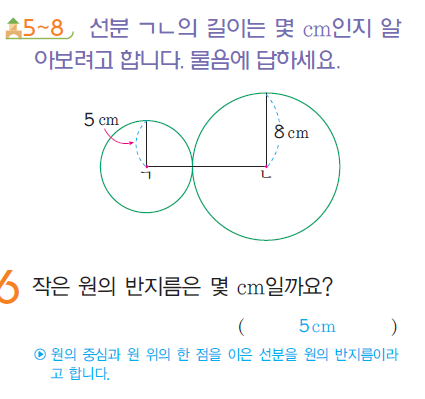 5~8 선분 ㄱㄴ의 길이는 몇 cm인지 알
아보려고 합니다. 물음에 답하세요.
5 cm
8 cm
ㄱ
ㄴ
6 작은 원의 반지름은 몇 cm일까요?
( 5cm )
원의 중심과 원 위의 한 점을 이은 선분을 원의 반지름이라
고 합니다.